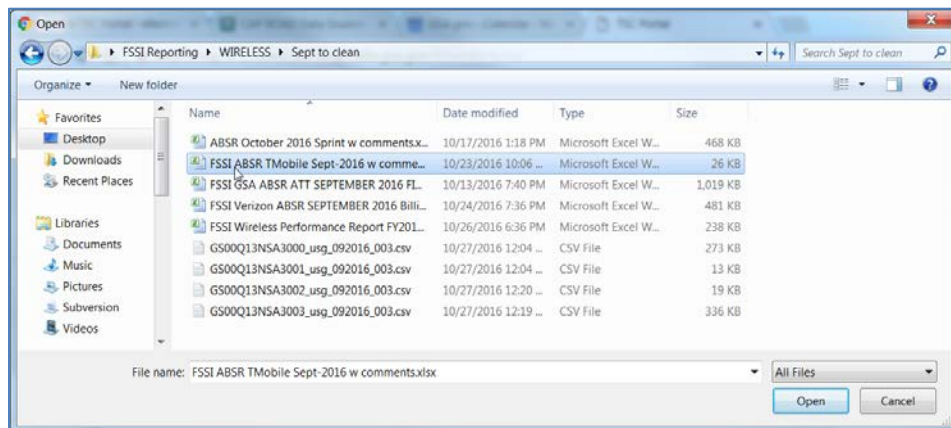 Open
FSSI Reporting WIRELESS Sept to clean
Search Sept to clean
Organize New folder
Favorites
Desktop
Downloads
Recent Places
Libraries
Documents
Music
Pictures
Subversion
Videos
Name Date modified Type Size
ABSR October 2016 Sprint w comments.x... 10/17/2016 1:18 PM Microsoft Excel W... 468 KB
FSSI ABSR TMobile Sept-2016 w comme... 10/23/2016 10:06 ... Microsoft Excel W... 26 KB
FSSI GSA ABSR ATT SEPTEMBER 2016 FI... 10/13/2016 7:40 PM Microsoft Excel W... 1,019 KB
FSSI Verizon ABSR SEPTEMBER 2016 Billi... 10/24/2016 7:36 PM Microsoft Excel W... 481 KB
FSSI Wireless Performance Report FY201... 10/26/2016 6:36 PM Microsoft Excel W... 238 KB
GS00Q13NSA3000_usg_092016_003.csv 10/27/2016 12:04 ... CSV File 273 KB
GS00Q13NSA3001_usg_092016_003.csv 10/27/2016 12:04 ... CSV File 13 KB
GS00Q13NSA3002_usg_092016_003.csv 10/27/2016 12:20 ... CSV File 19 KB
GS00Q13NSA3003_usg_092016_003.csv 10/27/2016 12:19 ... CSV File 336 KB
File name: FSSI ABSR TMobile Sept-2016 w comments.xlsx All Files
Open Cancel